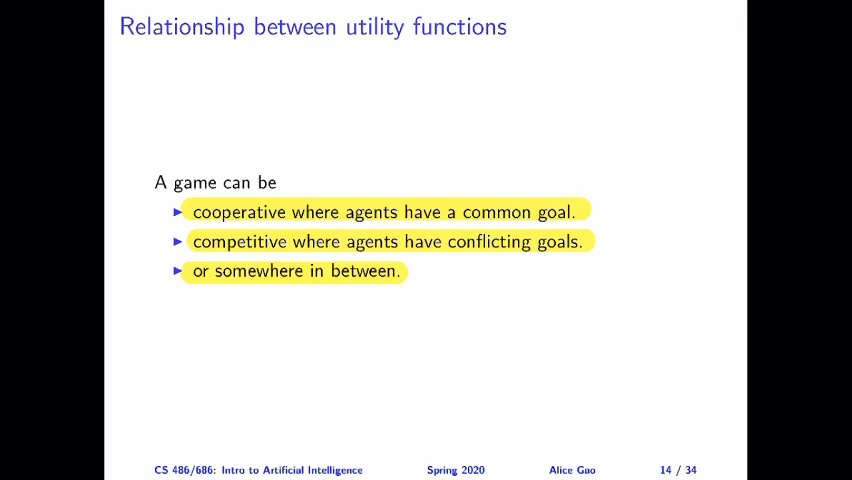 Relationship between utility functions
A game can be
▶ cooperative where agents have a common goal.
▶ competitive where agents have conflicting goals.
▶ or somewhere in between.
CS 486/686: Intro to Artificial Intelligence Spring 2020 Alice Gao 14 / 34